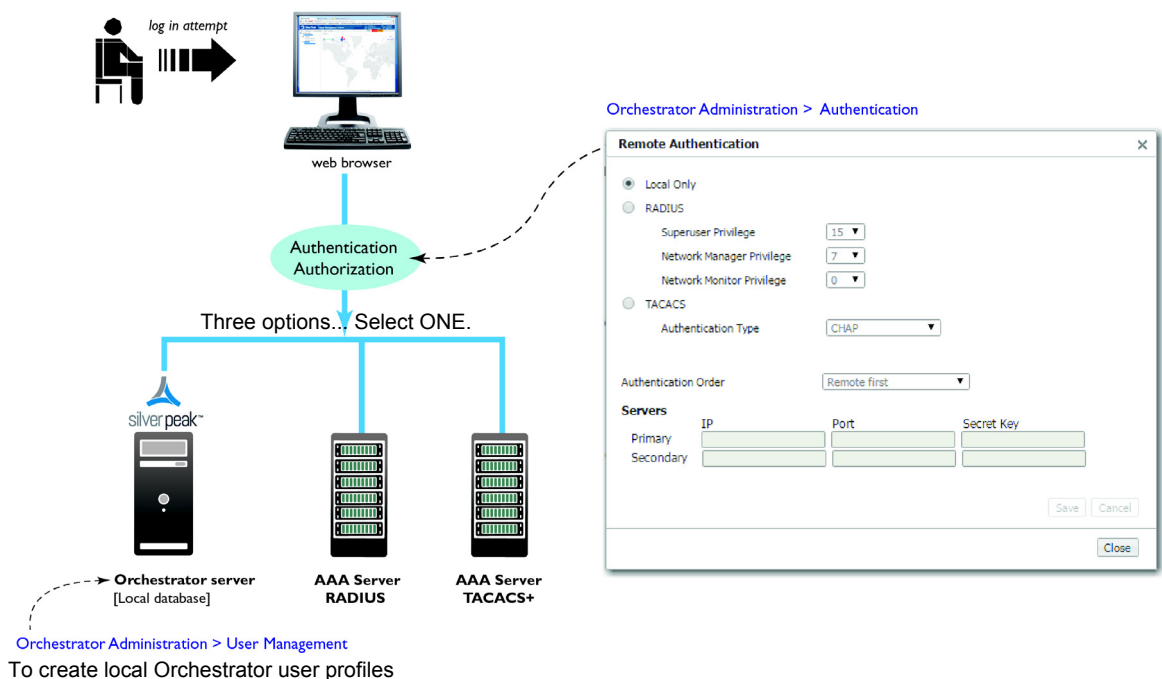 log in attempt
web browser
Authentication
Authorization
Three options... Select ONE.
silver peak™
Orchestrator server
[Local database]
AAA Server
RADIUS
AAA Server
TACACS+
Orchestrator Administration > User Management
To create local Orchestrator user profiles
Orchestrator Administration > Authentication
Remote Authentication
Local Only
RADIUS
Superuser Privilege 15
Network Manager Privilege 7
Network Monitor Privilege 0
TACACS
Authentication Type CHAP
Authentication Order Remote first
Servers
IP Port Secret Key
Primary
Secondary
Save Cancel
Close